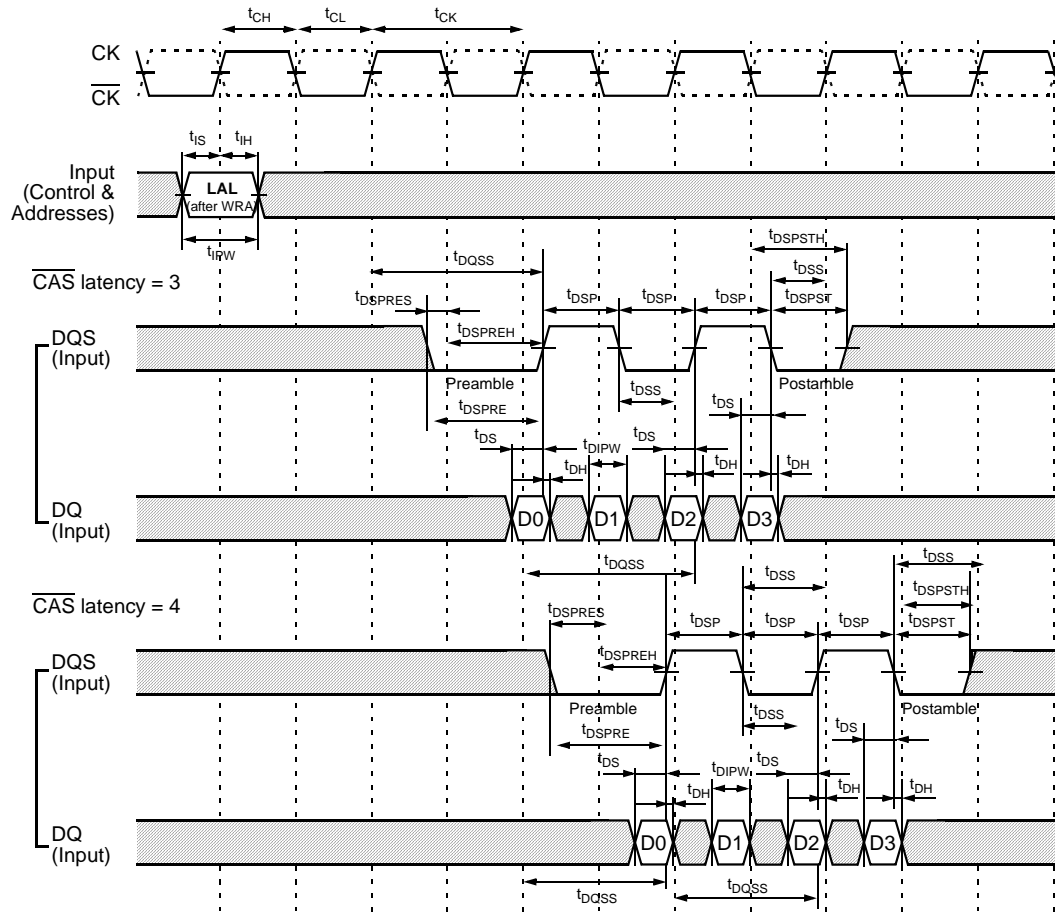 tCH tCL tCK
CK
CK
tIS tIH
Input
(Control &
Addresses)
LAL
(after WRA)
tIPW
CAS latency = 3
tDQSS
tDSPSTH
tDSS
tDSPRES
tDSP tDSP tDSP tDSPST
tDSPREH
DQS
(Input)
Preamble
Postamble
tDSS
tDSPRE
tDS
tDS tDIPW tDS
tDH tDH tDH
DQ
(Input)
D0 D1 D2 D3
tDQSS
tDSS
tDSS
CAS latency = 4
tDSPSTH
tDSPRES
tDSP tDSP tDSP tDSPST
tDSPREH
DQS
(Input)
Preamble
Postamble
tDSS
tDSPRE
tDS
tDS tDIPW tDS
tDH tDH tDH
DQ
(Input)
D0 D1 D2 D3
tDQSS tDQSS